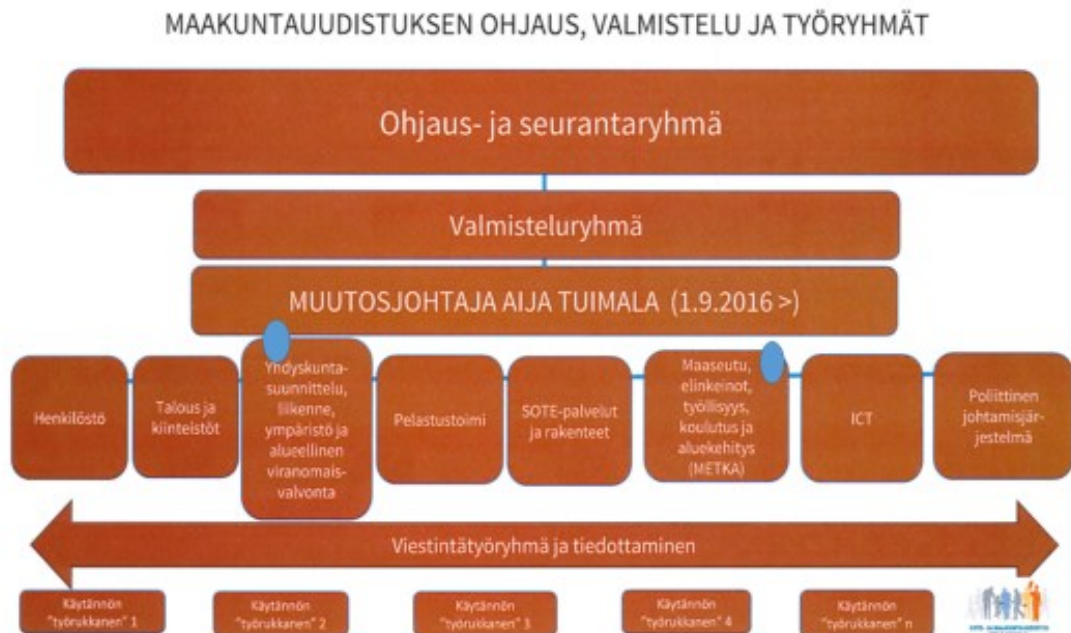 MAAKUNTAUUDISTUKSEN OHJAUS, VALMISTELU JA TYÖRYHMÄT
Ohjaus- ja seurantaryhmä
Valmisteluryhmä
MUUTOSJOHTAJA AIJA TUIMALA (1.9.2016 >)
Henkilöstö
Talous ja
kiinteistöt
Yhdyskunta-
suunnittelu,
liikenne,
ympäristö ja
alueellinen
viranomais-
valvonta
Pelastustoimi
SOTE-palvelut
ja rakenteet
Maaseutu,
elinkeinot,
työllisyys,
koulutus ja
aluekehitys
(METKA)
ICT
Poliittinen
johtamisjär-
jestelmä
Viestintätyöryhmä ja tiedottaminen
Käytännön
"työrukkanen" 1
Käytännön
"työrukkanen" 2
Käytännön
"työrukkanen" 3
Käytännön
"työrukkanen" 4
Käytännön
"työrukkanen" n